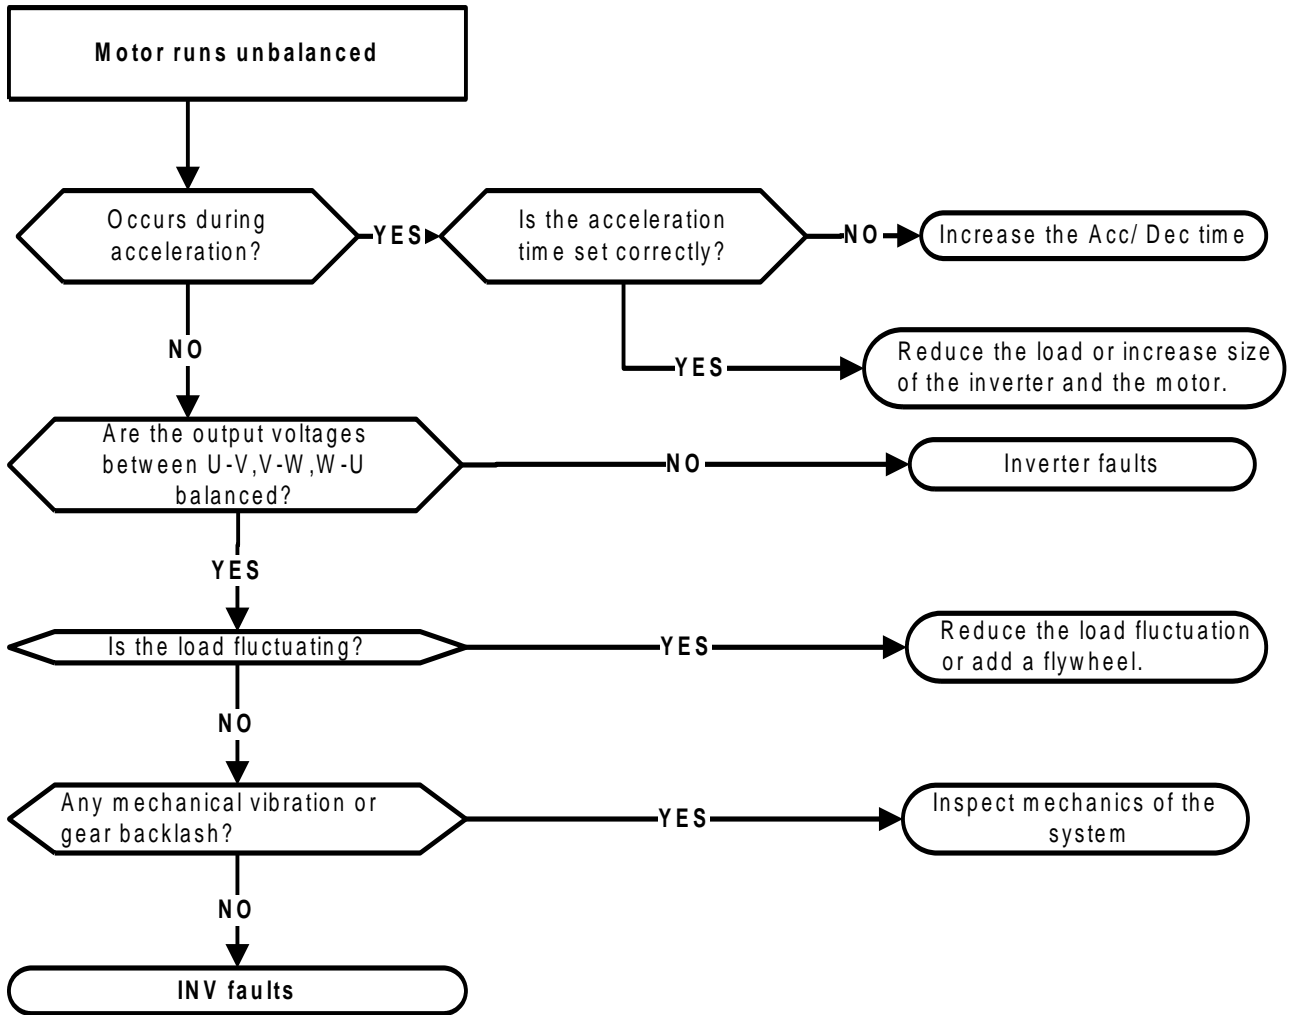 Motor runs unbalanced
Occurs during
acceleration?
YES
Is the acceleration
time set correctly?
NO
Increase the Acc/ Dec time
NO
YES
Reduce the load or increase size
of the inverter and the motor.
Are the output voltages
between U-V,V-W,W-U
balanced?
NO
Inverter faults
YES
Is the load fluctuating?
YES
Reduce the load fluctuation
or add a flywheel.
NO
Any mechanical vibration or
gear backlash?
YES
Inspect mechanics of the
system
NO
INV faults